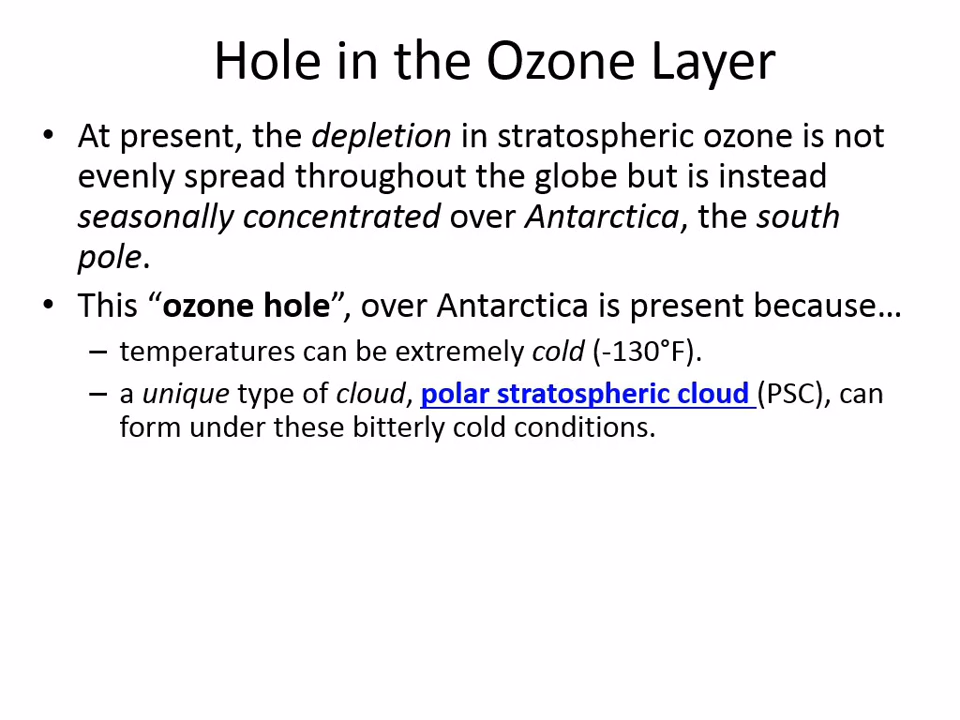 Hole in the Ozone Layer
• At present, the depletion in stratospheric ozone is not
evenly spread throughout the globe but is instead
seasonally concentrated over Antarctica, the south
pole.
• This “ozone hole”, over Antarctica is present because…
– temperatures can be extremely cold (-130°F).
– a unique type of cloud, polar stratospheric cloud (PSC), can
form under these bitterly cold conditions.